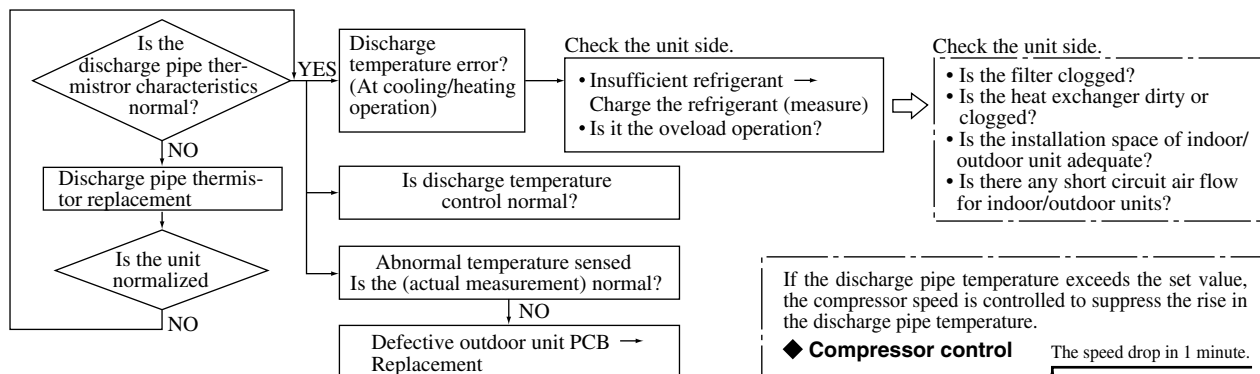 Is the
discharge pipe ther-
mistror characteristics
normal?
YES
NO
Discharge pipe thermis-
tor replacement
Is the unit
normalized
NO
Discharge
temperature error?
(At cooling/heating
operation)
Check the unit side.
• Insufficient refrigerant →
Charge the refrigerant (measure)
• Is it the oveload operation?
Check the unit side.
• Is the filter clogged?
• Is the heat exchanger dirty or
clogged?
• Is the installation space of indoor/
outdoor unit adequate?
• Is there any short circuit air flow
for indoor/outdoor units?
Is discharge temperature
control normal?
Abnormal temperature sensed
Is the (actual measurement) normal?
NO
Defective outdoor unit PCB →
Replacement
If the discharge pipe temperature exceeds the set value,
the compressor speed is controlled to suppress the rise in
the discharge pipe temperature.
◆ Compressor control
The speed drop in 1 minute.